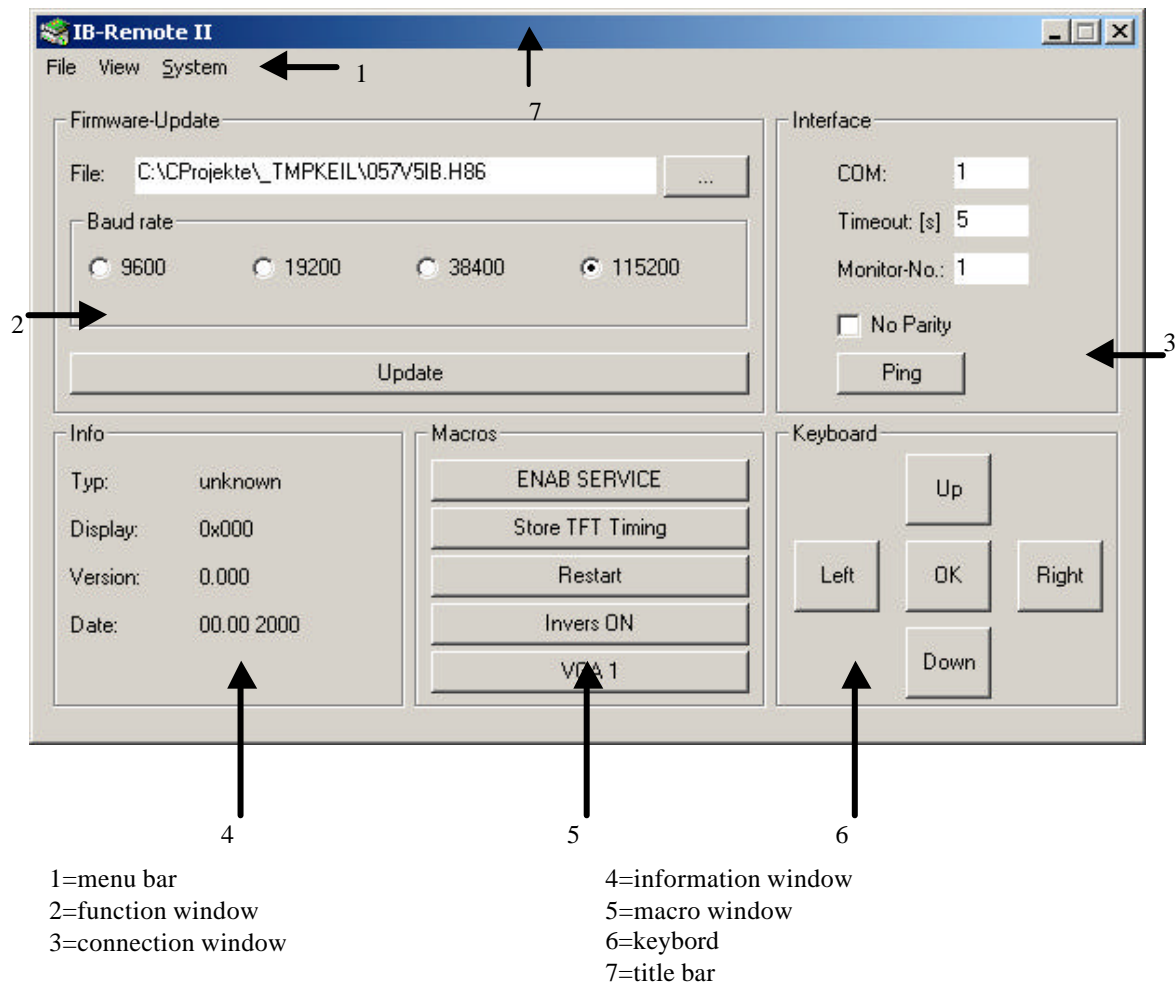 IB-Remote II
File View System
1
7
Firmware-Update
File: C:\CProjekte\_TMPKEIL\057V5IB.H86 ...
Baud rate
9600 19200 38400 115200
2
Update
Interface
COM: 1
Timeout: [s] 5
Monitor-No.: 1
No Parity
3
Ping
Info
Typ: unknown
Display: 0x000
Version: 0.000
Date: 00.00 2000
Macros
ENAB SERVICE
Store TFT Timing
Restart
Invers ON
1
Keyboard
Up
Left OK Right
Down
4 5 6
1=menu bar
2=function window
3=connection window
4=information window
5=macro window
6=keybord
7=title bar